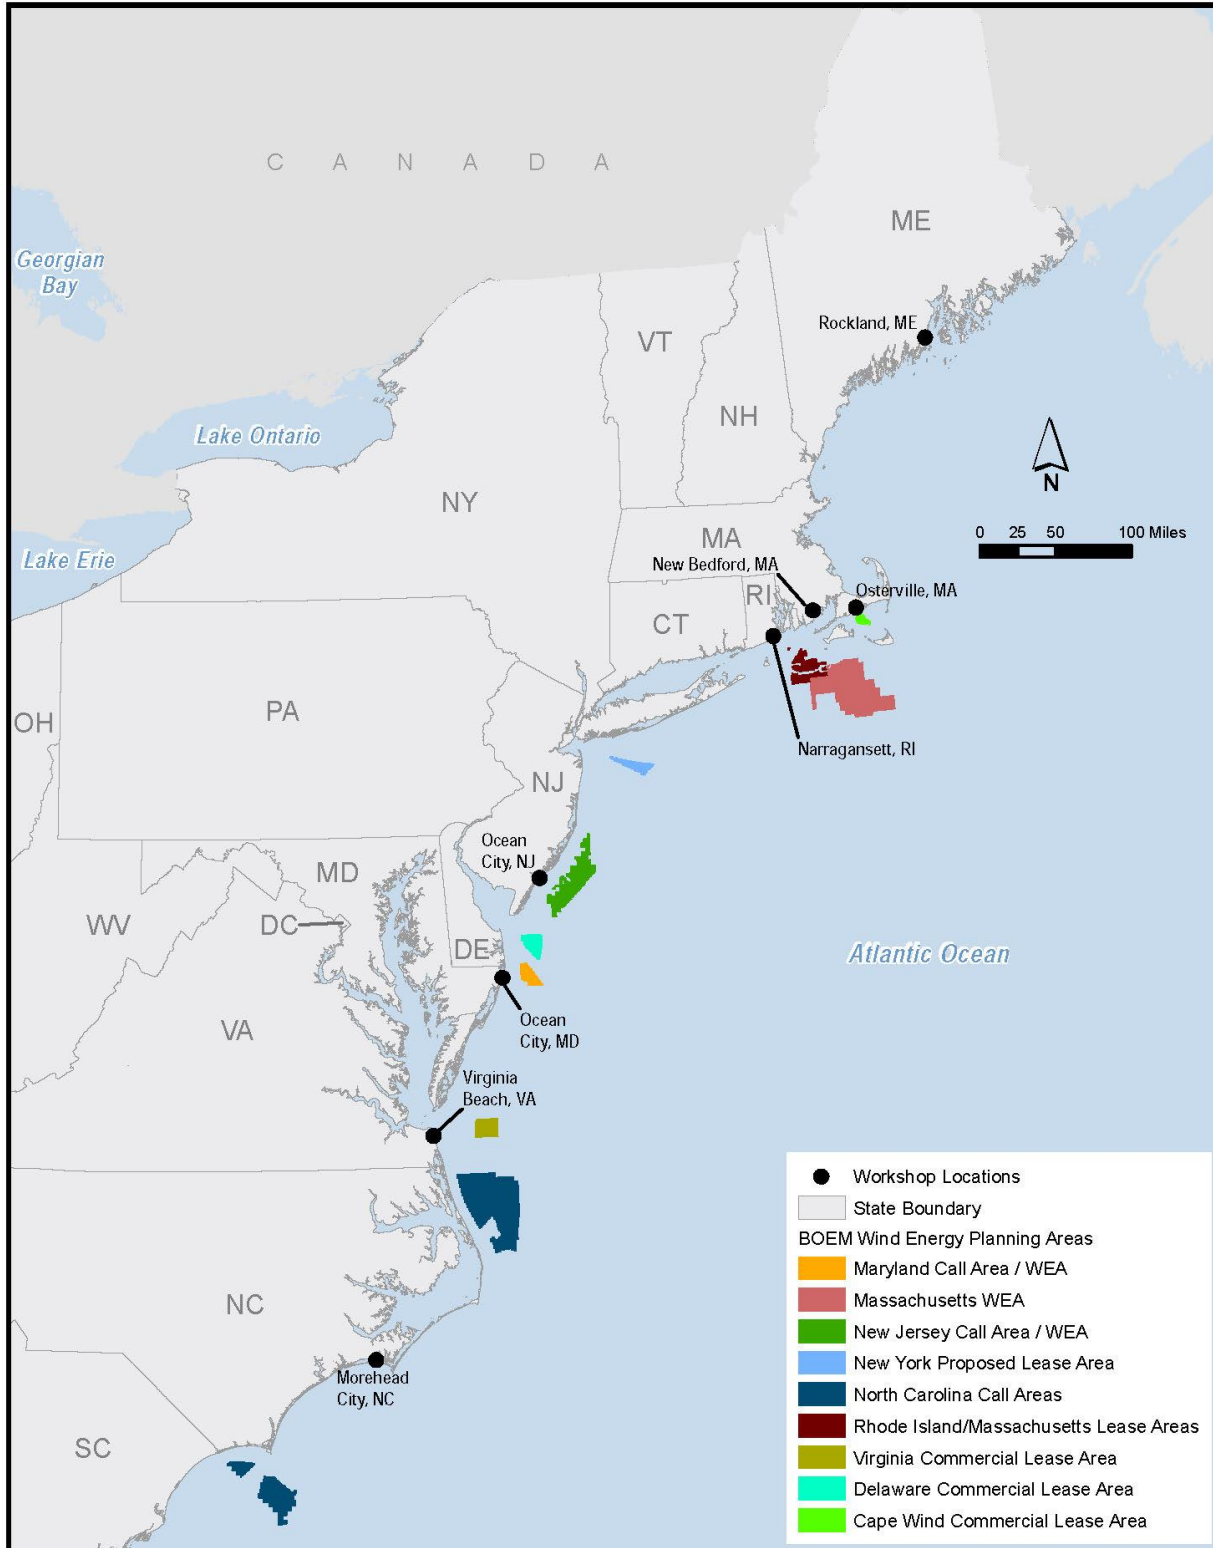 C A N A D A
ME
Georgian
Bay
Rockland, ME
VT
NH
Lake Ontario
N
NY
0 25 50 100 Miles
MA
Lake Erie
New Bedford, MA
Osterville, MA
RI
CT
PA
OH
Narragansett, RI
NJ
Ocean
City, NJ
MD
WV
DC
DE
Atlantic Ocean
Ocean
City, MD
VA
Virginia
Beach, VA
NC
Morehead
City, NC
SC
Workshop Locations
State Boundary
BOEM Wind Energy Planning Areas
Maryland Call Area / WEA
Massachusetts WEA
New Jersey Call Area / WEA
New York Proposed Lease Area
North Carolina Call Areas
Rhode Island/Massachusetts Lease Areas
Virginia Commercial Lease Area
Delaware Commercial Lease Area
Cape Wind Commercial Lease Area